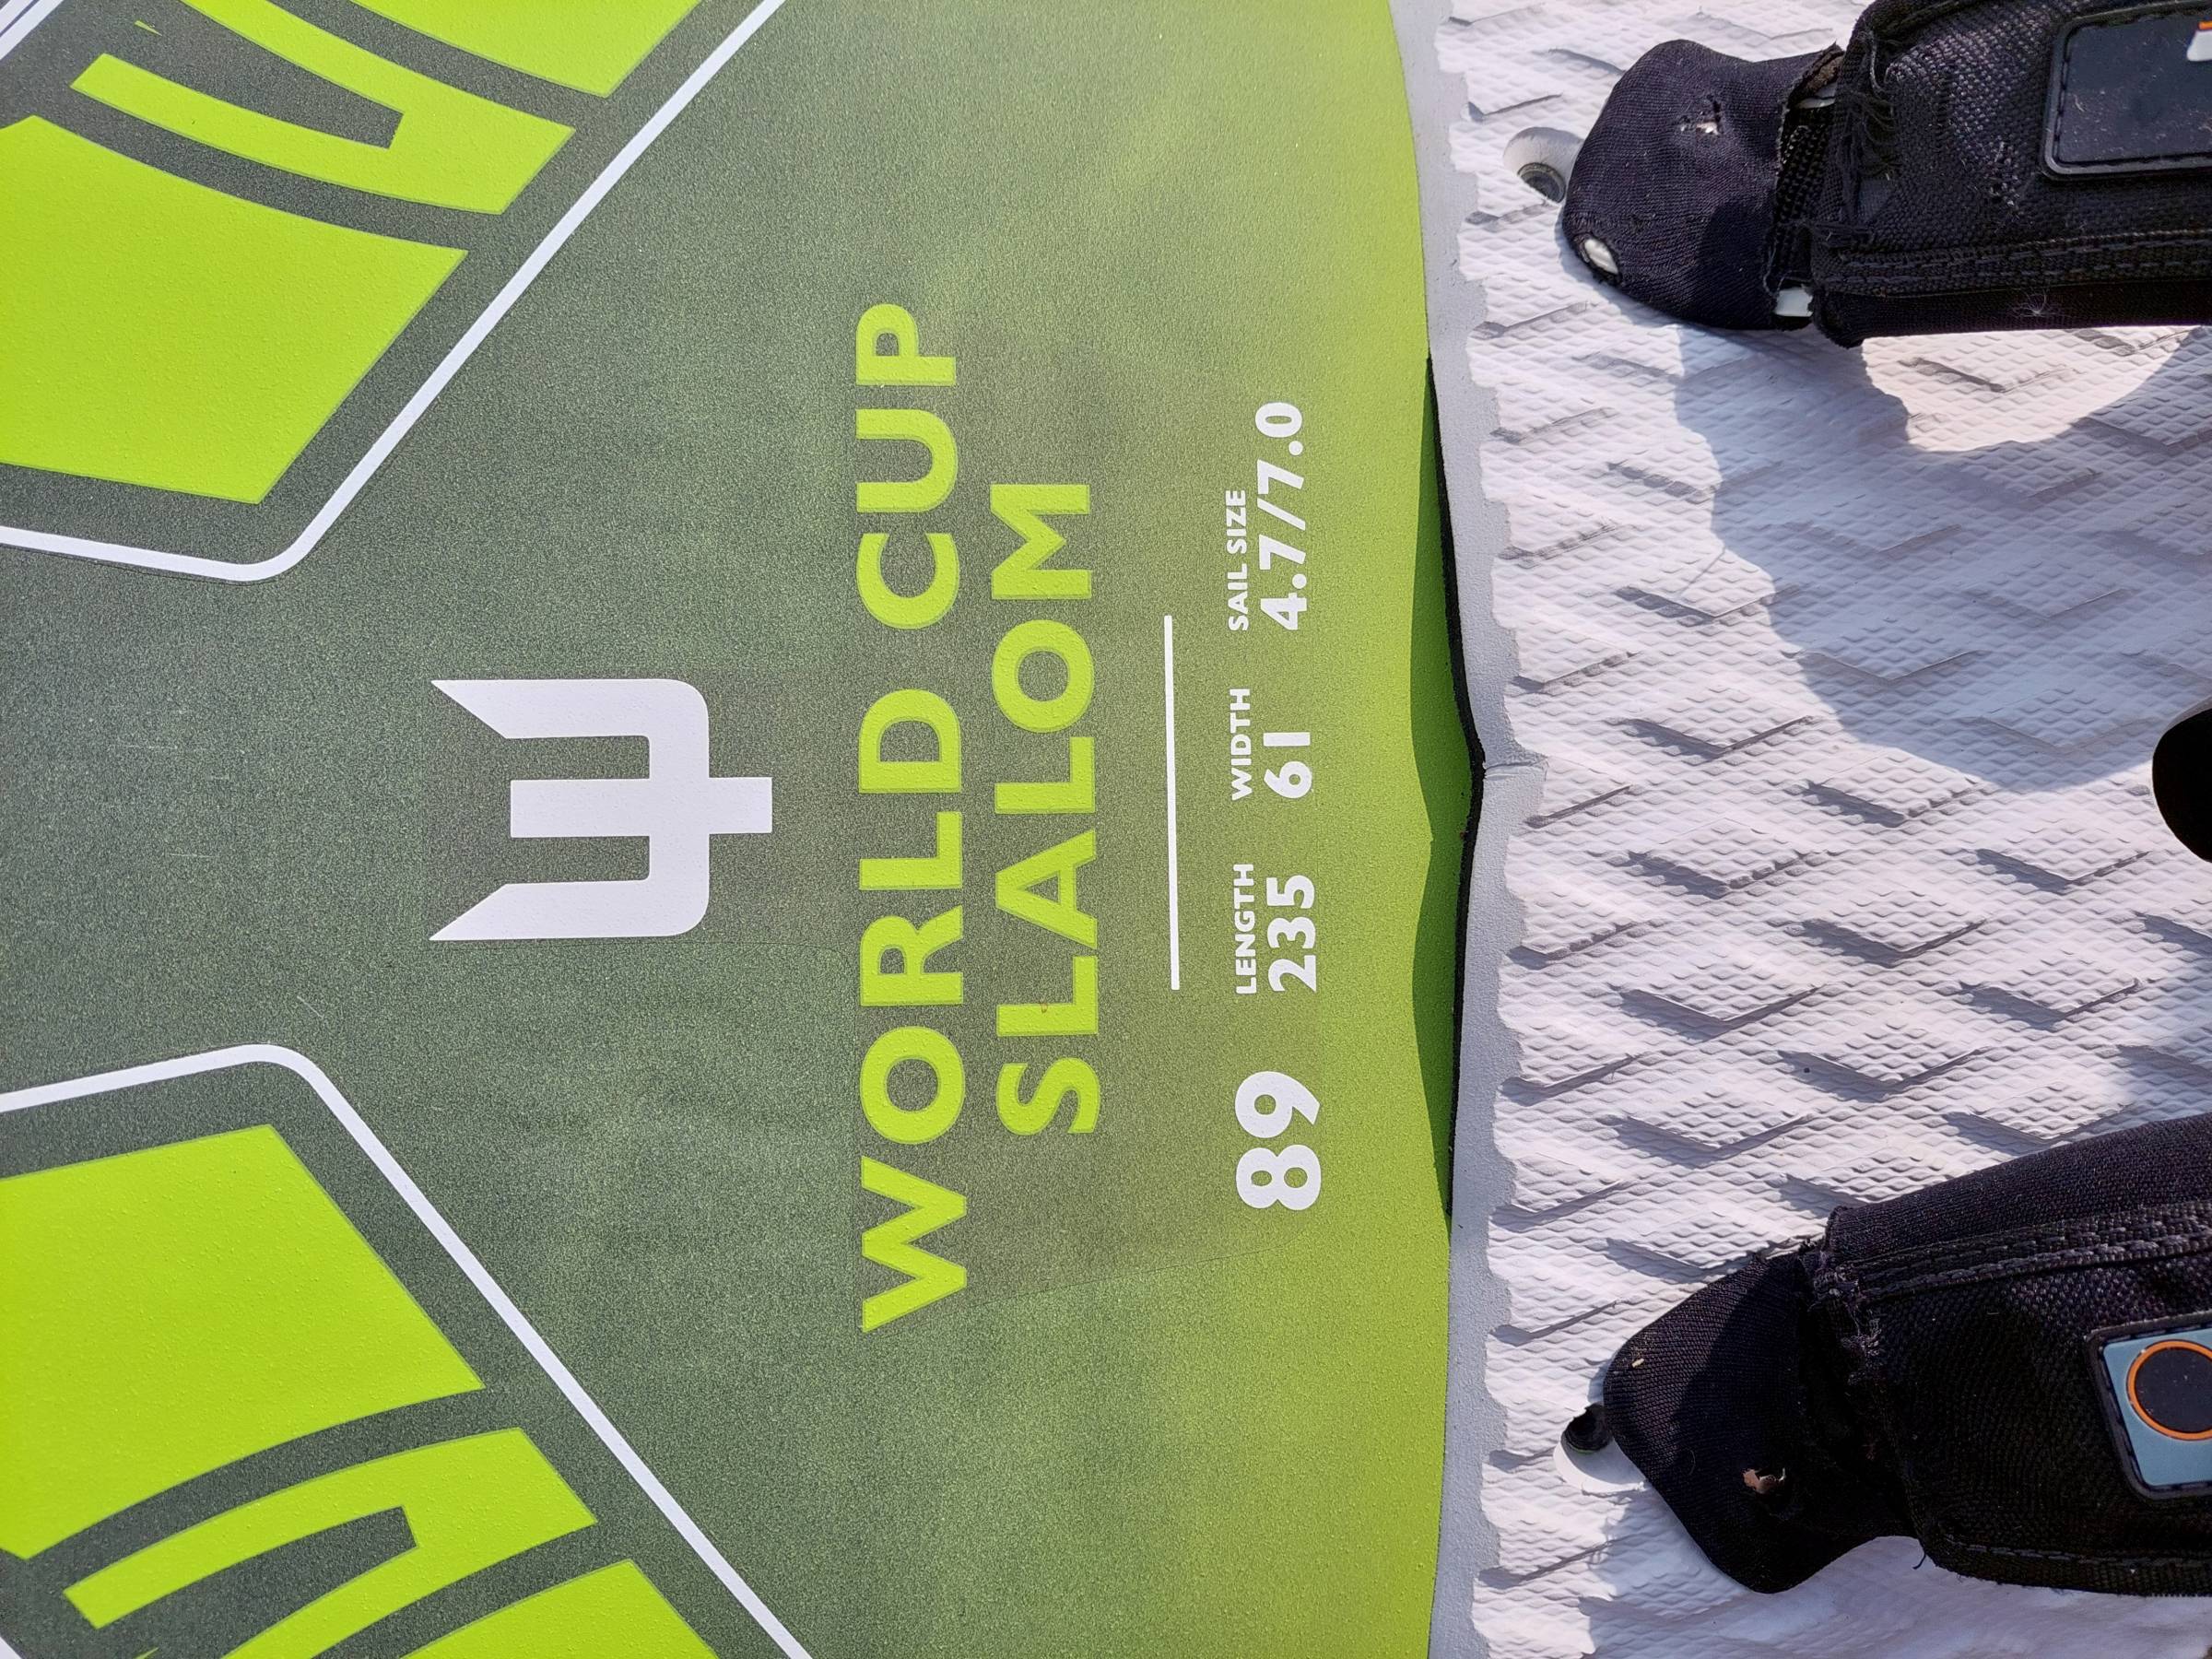 WORLD CUP
SLALOM
89
LENGTH WIDTH SAIL SIZE
235 61 4.7/7.0